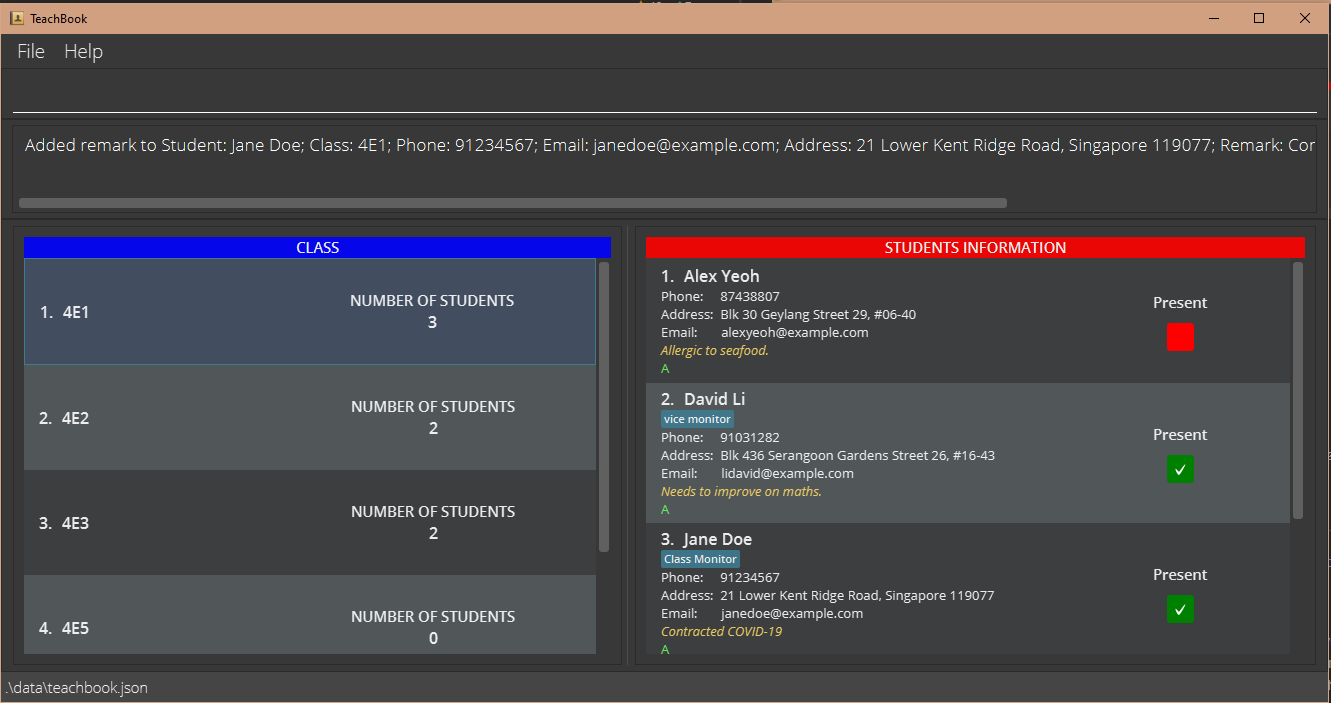 TeachBook
File Help
Added remark to Student: Jane Doe; Class: 4E1; Phone: 91234567; Email: janedoe@example.com; Address: 21 Lower Kent Ridge Road, Singapore 119077; Remark: Cor
CLASS
1. 4E1
NUMBER OF STUDENTS
3
2. 4E2
NUMBER OF STUDENTS
2
3. 4E3
NUMBER OF STUDENTS
2
4. 4E5
NUMBER OF STUDENTS
0
STUDENTS INFORMATION
1. Alex Yeoh
Phone: 87438807
Address: Blk 30 Geylang Street 29, #06-40
Email: alexyeoh@example.com
Allergic to seafood.
A
Present
2. David Li
vice monitor
Phone: 91031282
Address: Blk 436 Serangoon Gardens Street 26, #16-43
Email: lidavid@example.com
Needs to improve on maths.
A
Present
3. Jane Doe
Class Monitor
Phone: 91234567
Address: 21 Lower Kent Ridge Road, Singapore 119077
Email: janedoe@example.com
Contracted COVID-19
A
Present
.\data\teachbook.json